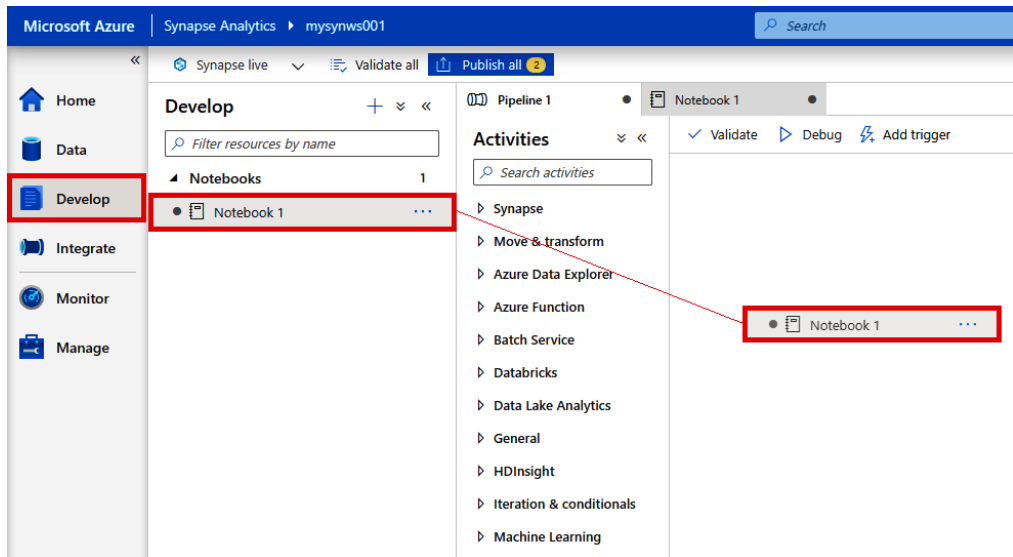 Microsoft Azure Synapse Analytics mysynws001 Search
Synapse live Validate all Publish all 2
Home
Data
Develop
Integrate
Monitor
Manage
Develop
Filter resources by name
Notebooks 1
Notebook 1 ...
Pipeline 1 Notebook 1
Activities
Search activities
Synapse
Move & transform
Azure Data Explorer
Azure Function
Batch Service
Databricks
Data Lake Analytics
General
HDInsight
Iteration & conditionals
Machine Learning
Validate Debug Add trigger
Notebook 1 ...